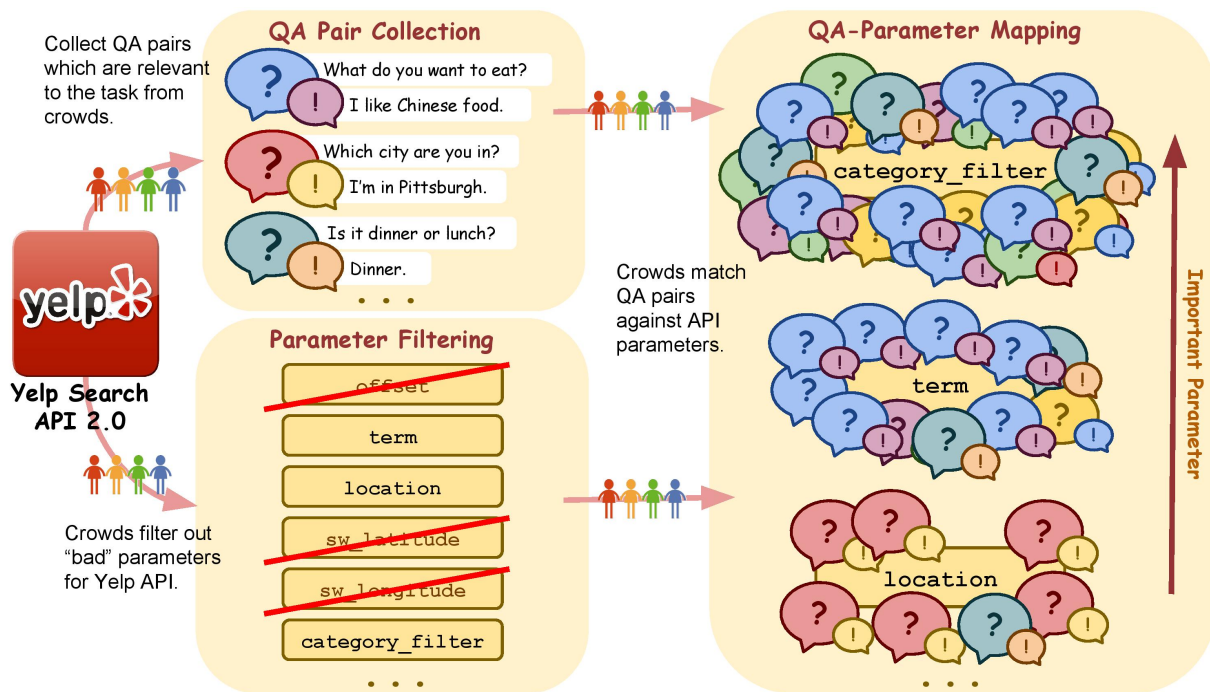 Collect QA pairs
which are relevant
to the task from
crowds.
QA Pair Collection
?
What do you want to eat?
!
I like Chinese food.
?
Which city are you in?
!
I'm in Pittsburgh.
?
Is it dinner or lunch?
!
Dinner.
. . .
yelp
Yelp Search
API 2.0
Crowds filter out
“bad” parameters
for Yelp API.
Parameter Filtering
offset
term
location
sw_latitude
sw_longitude
category_filter
. . .
Crowds match
QA pairs
against API
parameters.
QA-Parameter Mapping
category_filter
term
location
. . .
Important Parameter